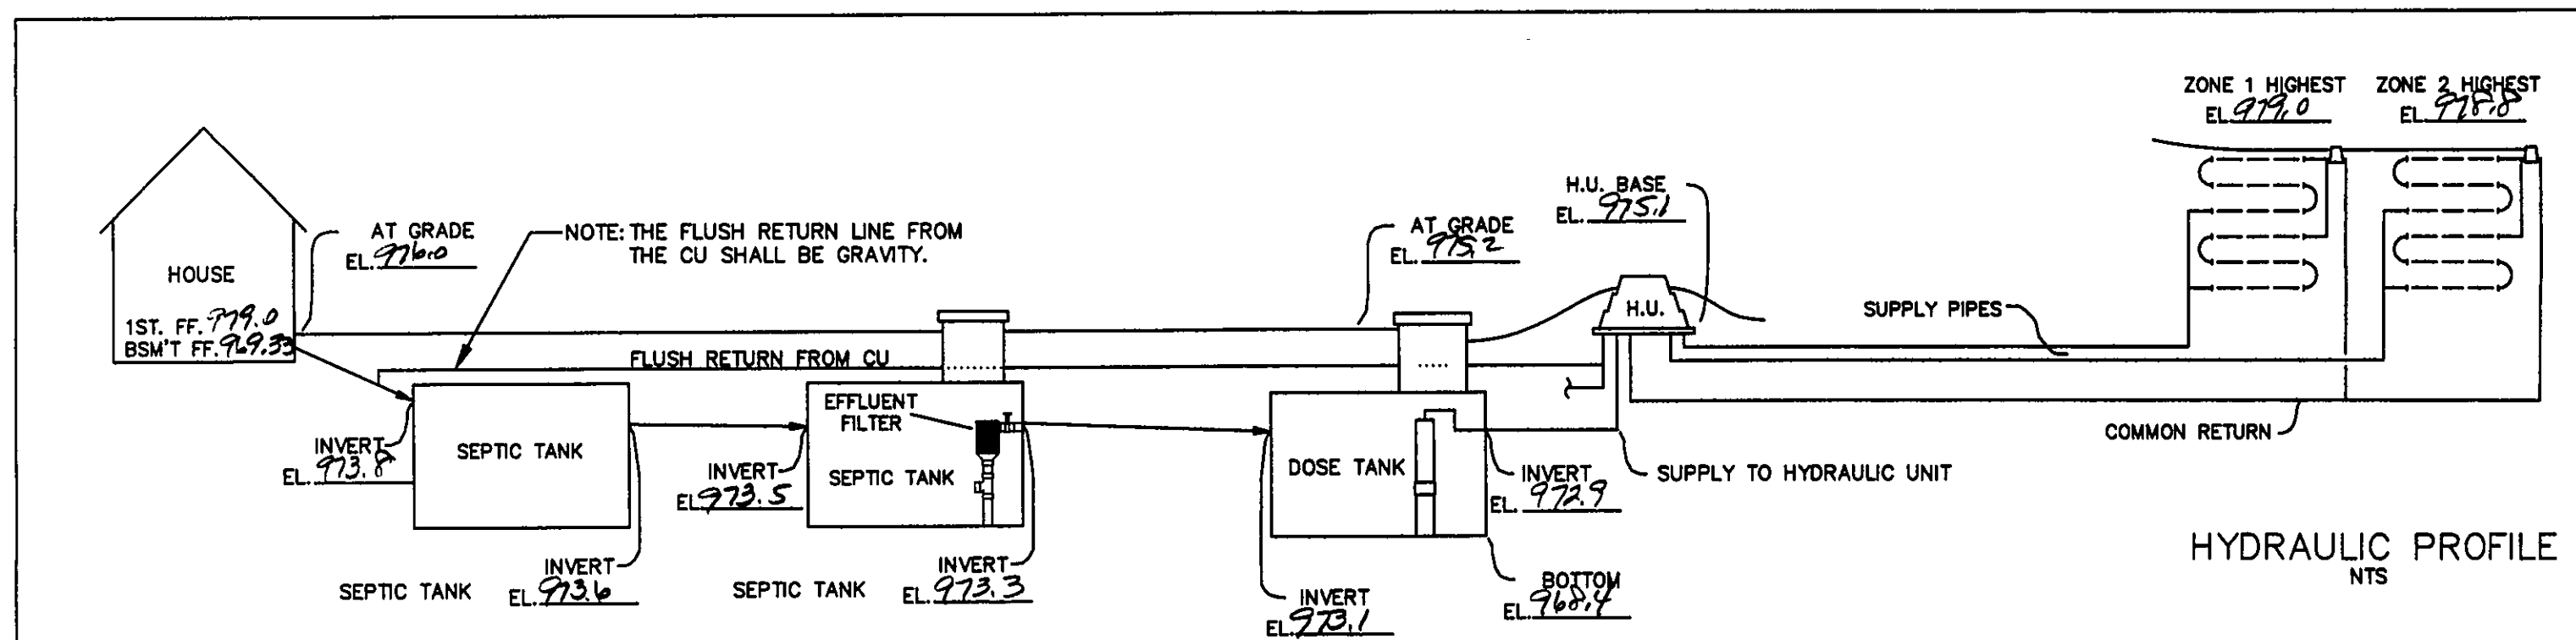 ZONE 1 HIGHEST
EL. 979.0
ZONE 2 HIGHEST
EL. 978.8
H.U. BASE
EL. 975.1
AT GRADE
EL. 976.0
NOTE: THE FLUSH RETURN LINE FROM
THE CU SHALL BE GRAVITY.
AT GRADE
EL. 975.2
HOUSE
1ST. FF. 979.0
BSM'T FF. 969.33
H.U.
SUPPLY PIPES
FLUSH RETURN FROM CU
EFFLUENT
FILTER
INVERT
EL. 973.8
SEPTIC TANK
INVERT
EL. 973.5
SEPTIC TANK
DOSE TANK
INVERT
EL. 972.9
SUPPLY TO HYDRAULIC UNIT
COMMON RETURN
SEPTIC TANK
INVERT
EL. 973.6
SEPTIC TANK
INVERT
EL. 973.3
INVERT
EL. 973.1
BOTTOM
EL. 968.4
HYDRAULIC PROFILE
NTS